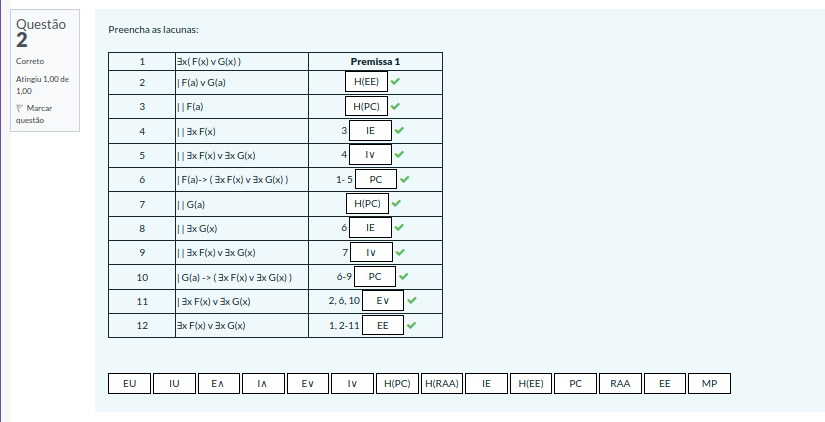 Questão
2
Correto
Atingiu 1,00 de
1,00
Marcar
questão
Preencha as lacunas:
1 ∃x( F(x) v G(x) ) Premissa 1
2 | F(a) v G(a) H(EE)
3 | | F(a) H(PC)
4 | | ∃x F(x) 3 IE
5 | | ∃x F(x) v ∃x G(x) 4 I∨
6 | F(a)-> ( ∃x F(x) v ∃x G(x) ) 1- 5 PC
7 | | G(a) H(PC)
8 | | ∃x G(x) 6 IE
9 | | ∃x F(x) v ∃x G(x) 7 I∨
10 | G(a) -> ( ∃x F(x) v ∃x G(x) ) 6-9 PC
11 | ∃x F(x) v ∃x G(x) 2, 6, 10 E∨
12 ∃x F(x) v ∃x G(x) 1, 2-11 EE
EU IU E∧ I∧ E∨ I∨ H(PC) H(RAA) IE H(EE) PC RAA EE MP